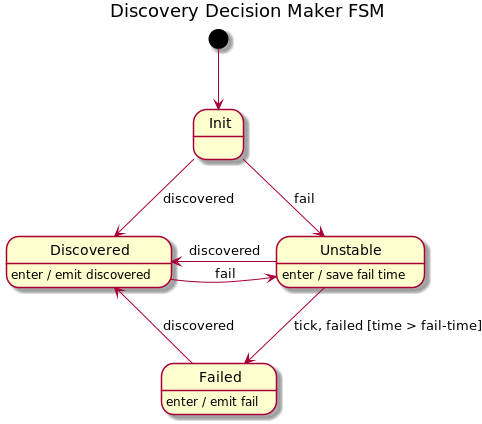 Discovery Decision Maker FSM
Init
discovered
fail
Discovered
enter / emit discovered
discovered
fail
Unstable
enter / save fail time
discovered
tick, failed [time > fail-time]
Failed
enter / emit fail